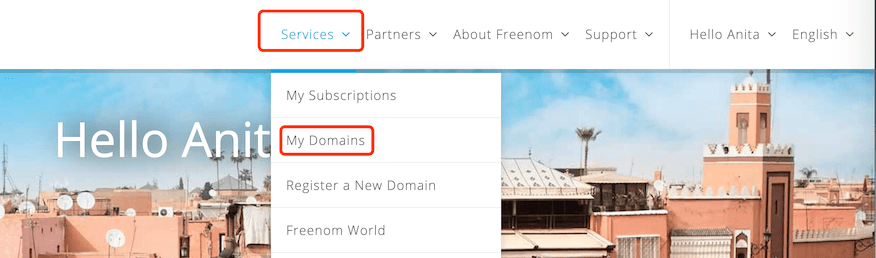 Services Partners About Freenom Support Hello Anita English
My Subscriptions
Hello Anit
My Domains
Register a New Domain
Freenom World